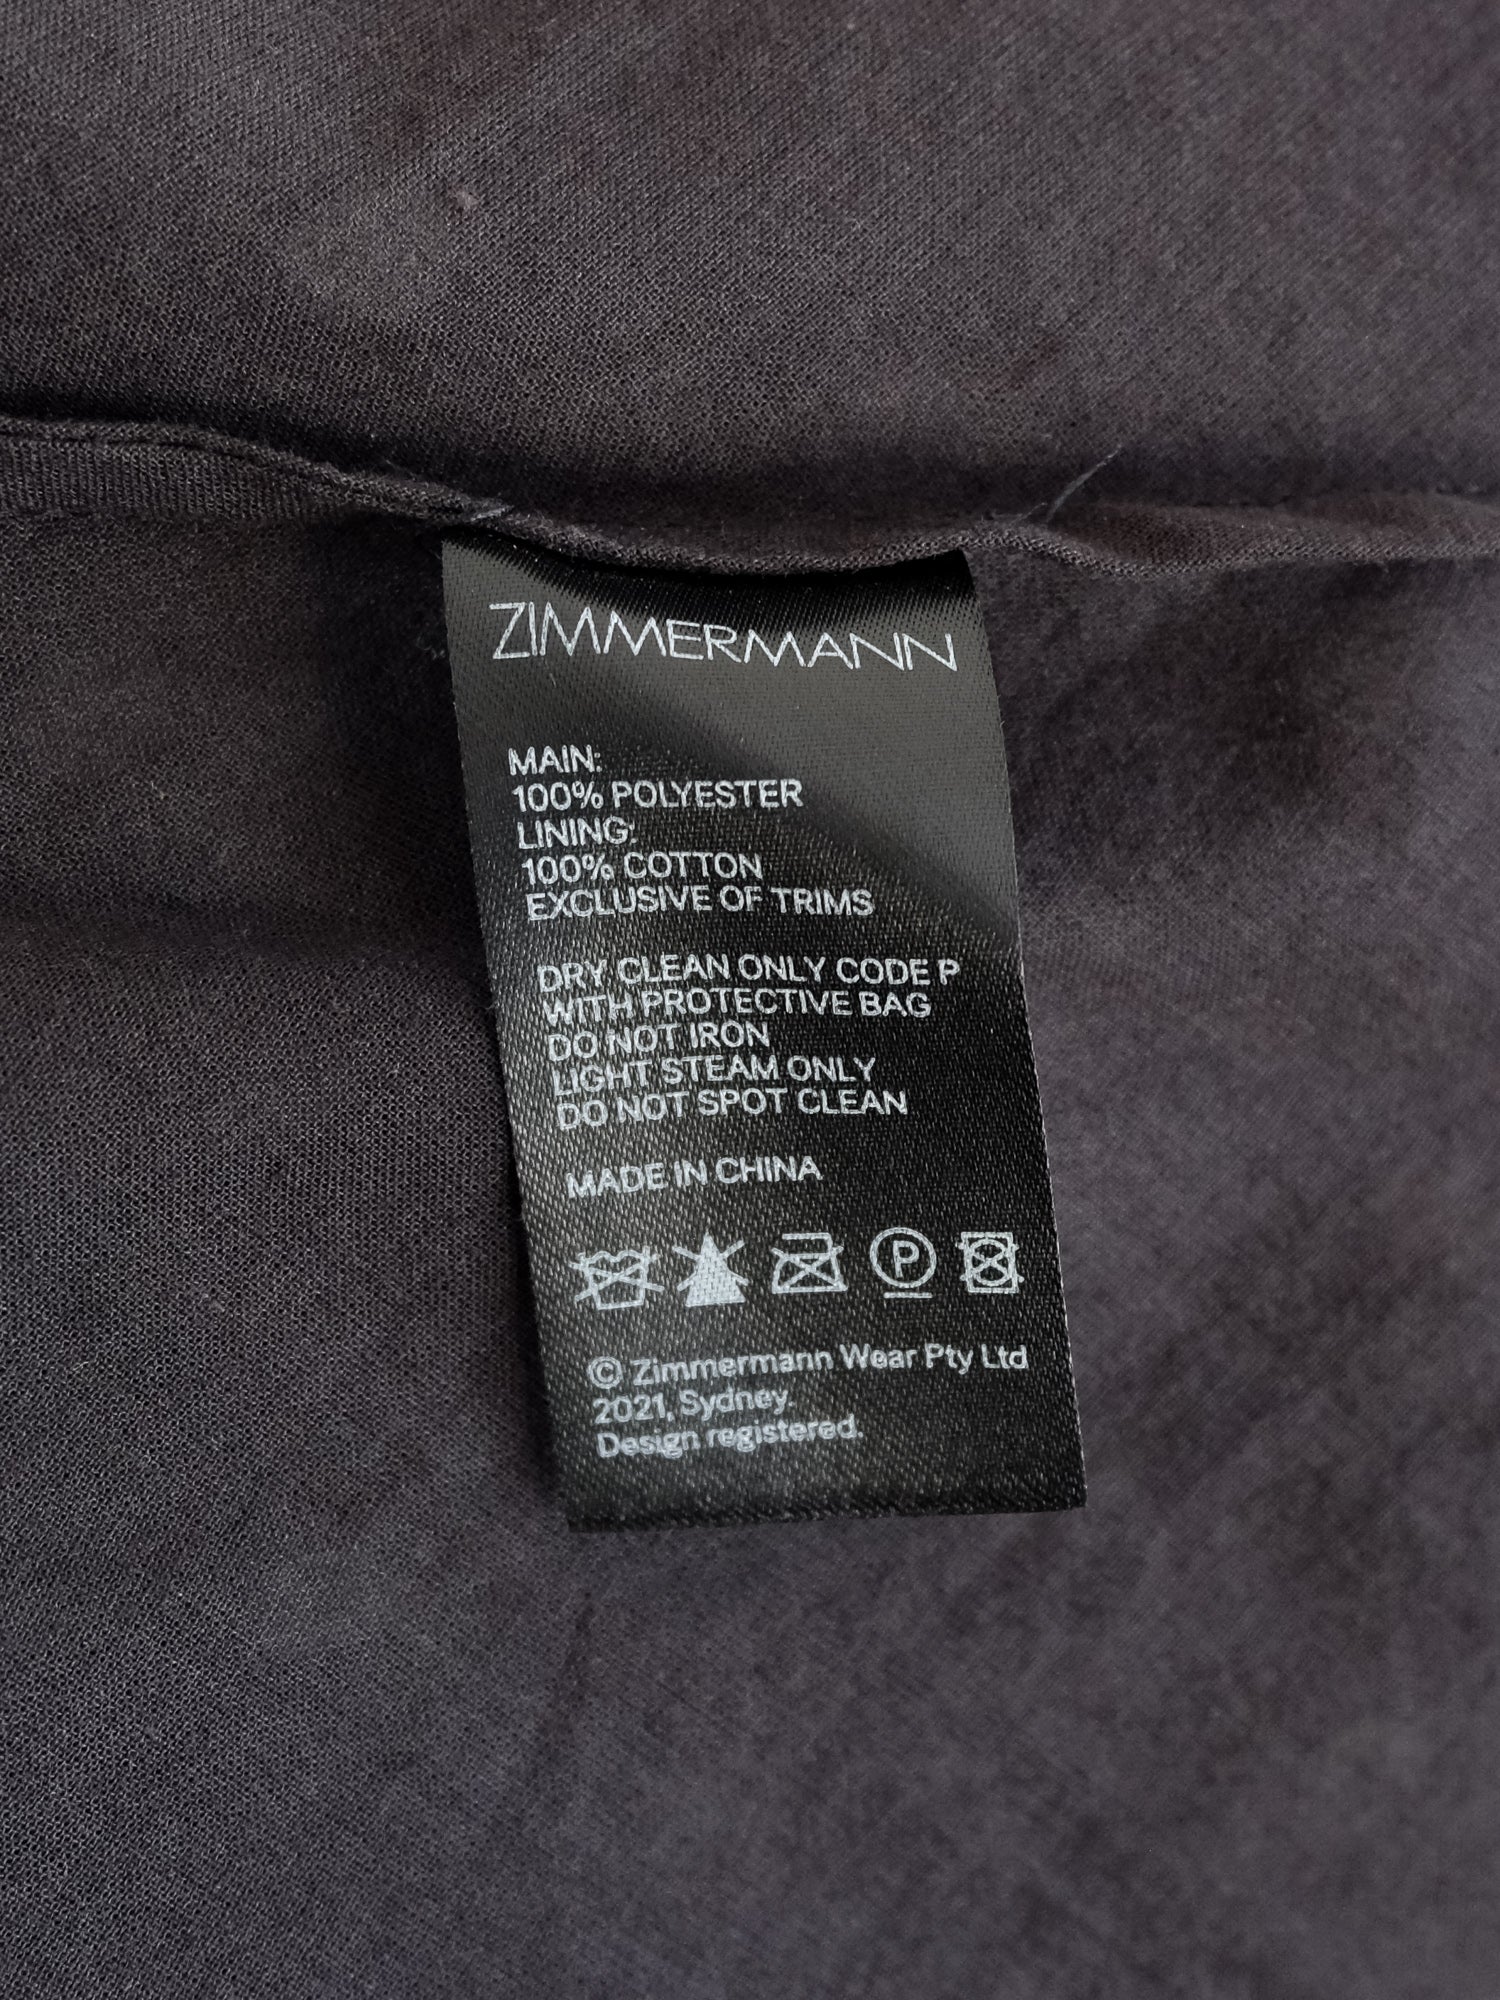 ZIMMERMANN
MAIN:
100% POLYESTER
LINING:
100% COTTON
EXCLUSIVE OF TRIMS
DRY CLEAN ONLY CODE P
WITH PROTECTIVE BAG
DO NOT IRON
LIGHT STEAM ONLY
DO NOT SPOT CLEAN
MADE IN CHINA
P
© Zimmermann Wear Pty Ltd
2021, Sydney.
Design registered.